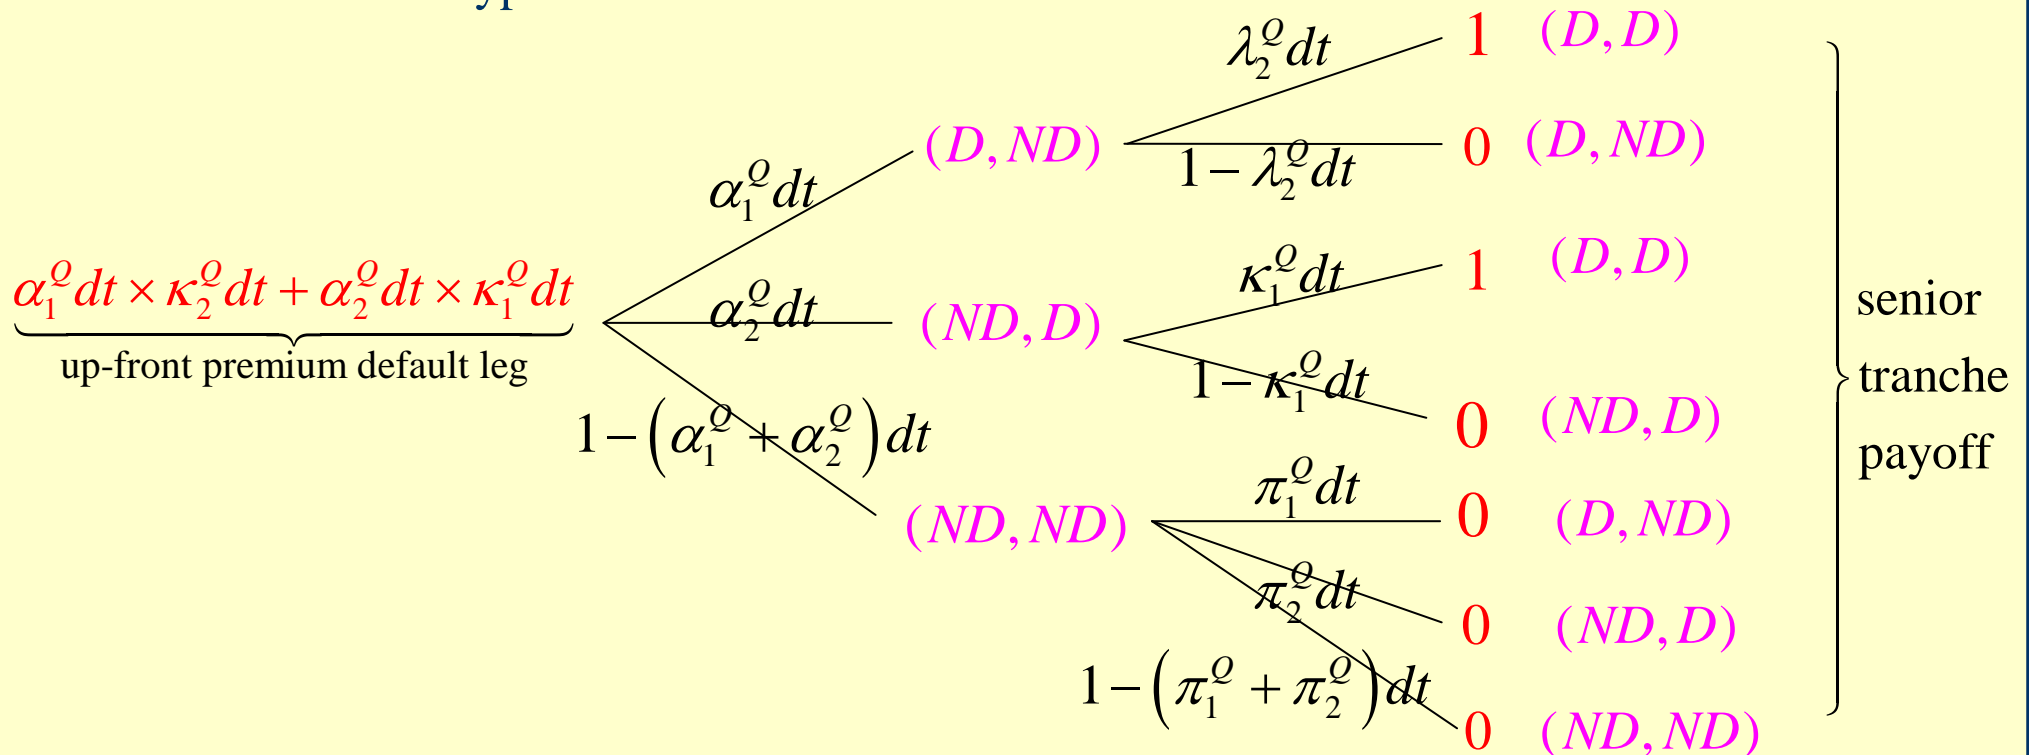 λ₂^Q dt
1 (D, D)
1 − λ₂^Q dt
0 (D, ND)
(D, ND)
α₁^Q dt
κ₁^Q dt
1 (D, D)
α₁^Q dt × κ₂^Q dt + α₂^Q dt × κ₁^Q dt
up-front premium default leg
α₂^Q dt
(ND, D)
1 − κ₁^Q dt
0 (ND, D)
1 − (α₁^Q + α₂^Q) dt
(ND, ND)
π₁^Q dt
0 (D, ND)
π₂^Q dt
0 (ND, D)
1 − (π₁^Q + π₂^Q) dt
0 (ND, ND)
senior
tranche
payoff